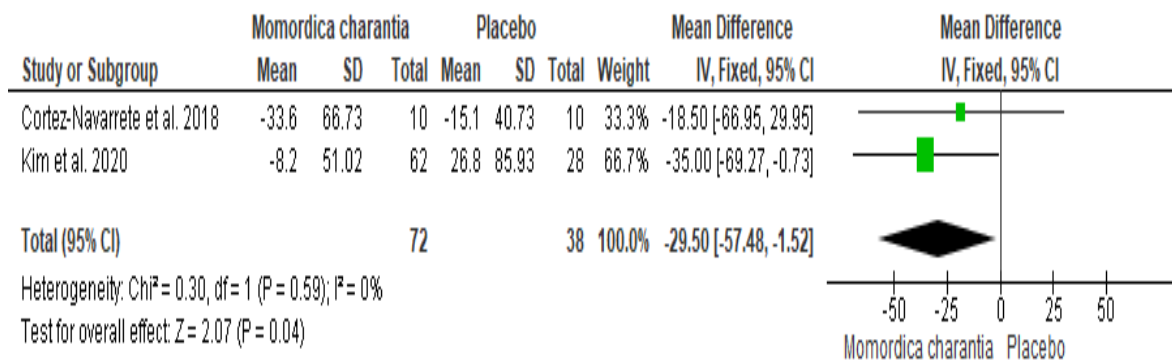 Momordica charantia Placebo Mean Difference Mean Difference
Study or Subgroup Mean SD Total Mean SD Total Weight IV, Fixed, 95% CI IV, Fixed, 95% CI
Cortez-Navarrete et al. 2018 -33.6 66.73 10 -15.1 40.73 10 33.3% -18.50 [-66.95, 29.95]
Kim et al. 2020 -8.2 51.02 62 26.8 85.93 28 66.7% -35.00 [-69.27, -0.73]
Total (95% CI) 72 38 100.0% -29.50 [-57.48, -1.52]
Heterogeneity: Chi² = 0.30, df = 1 (P = 0.59); I² = 0%
Test for overall effect: Z = 2.07 (P = 0.04)
-50 -25 0 25 50
Momordica charantia Placebo